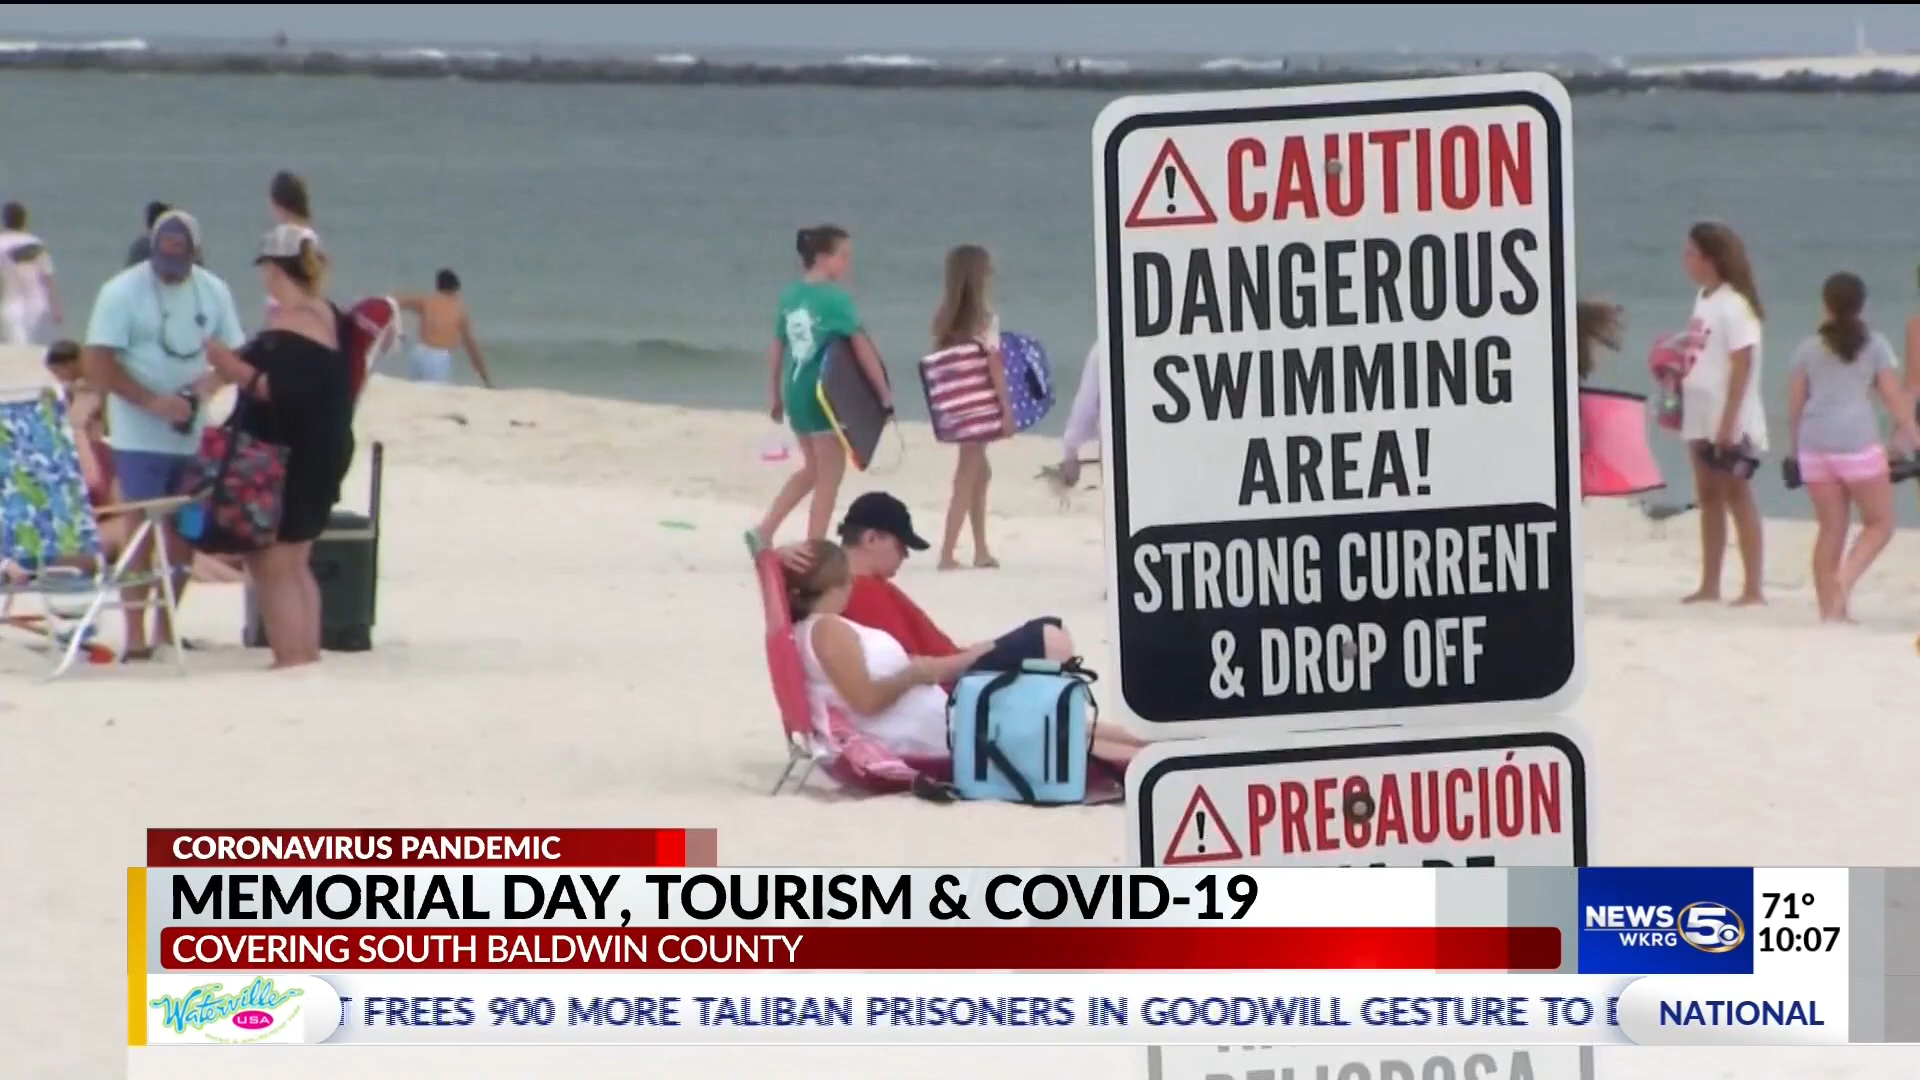 CAUTION
DANGEROUS
SWIMMING
AREA!
STRONG CURRENT
& DROP OFF
PRECAUCIÓN
CORONAVIRUS PANDEMIC
MEMORIAL DAY, TOURISM & COVID-19
COVERING SOUTH BALDWIN COUNTY
NEWS 5
WKRG
71°
10:07
Waterville
USA
FREES 900 MORE TALIBAN PRISONERS IN GOODWILL GESTURE TO
NATIONAL
PELIGROSA